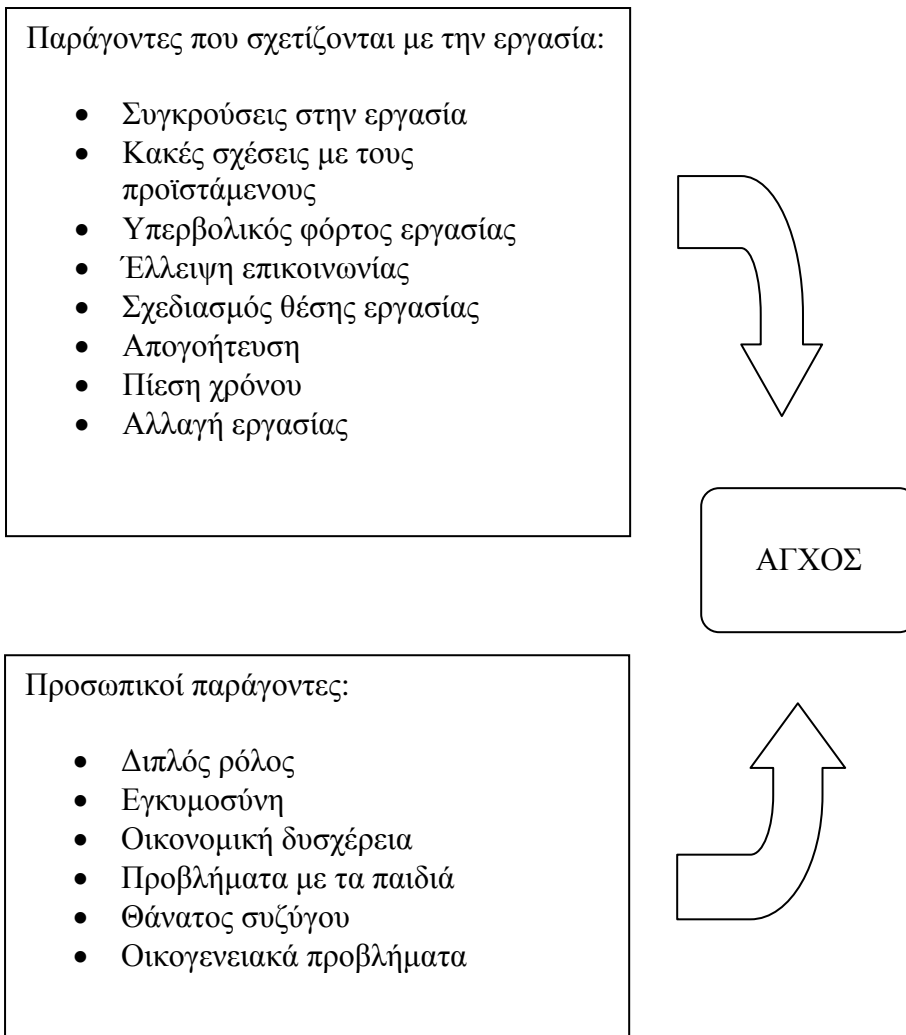 Παράγοντες που σχετίζονται με την εργασία:
• Συγκρούσεις στην εργασία
• Κακές σχέσεις με τους
προϊστάμενους
• Υπερβολικός φόρτος εργασίας
• Έλλειψη επικοινωνίας
• Σχεδιασμός θέσης εργασίας
• Απογοήτευση
• Πίεση χρόνου
• Αλλαγή εργασίας
ΑΓΧΟΣ
Προσωπικοί παράγοντες:
• Διπλός ρόλος
• Εγκυμοσύνη
• Οικονομική δυσχέρεια
• Προβλήματα με τα παιδιά
• Θάνατος συζύγου
• Οικογενειακά προβλήματα